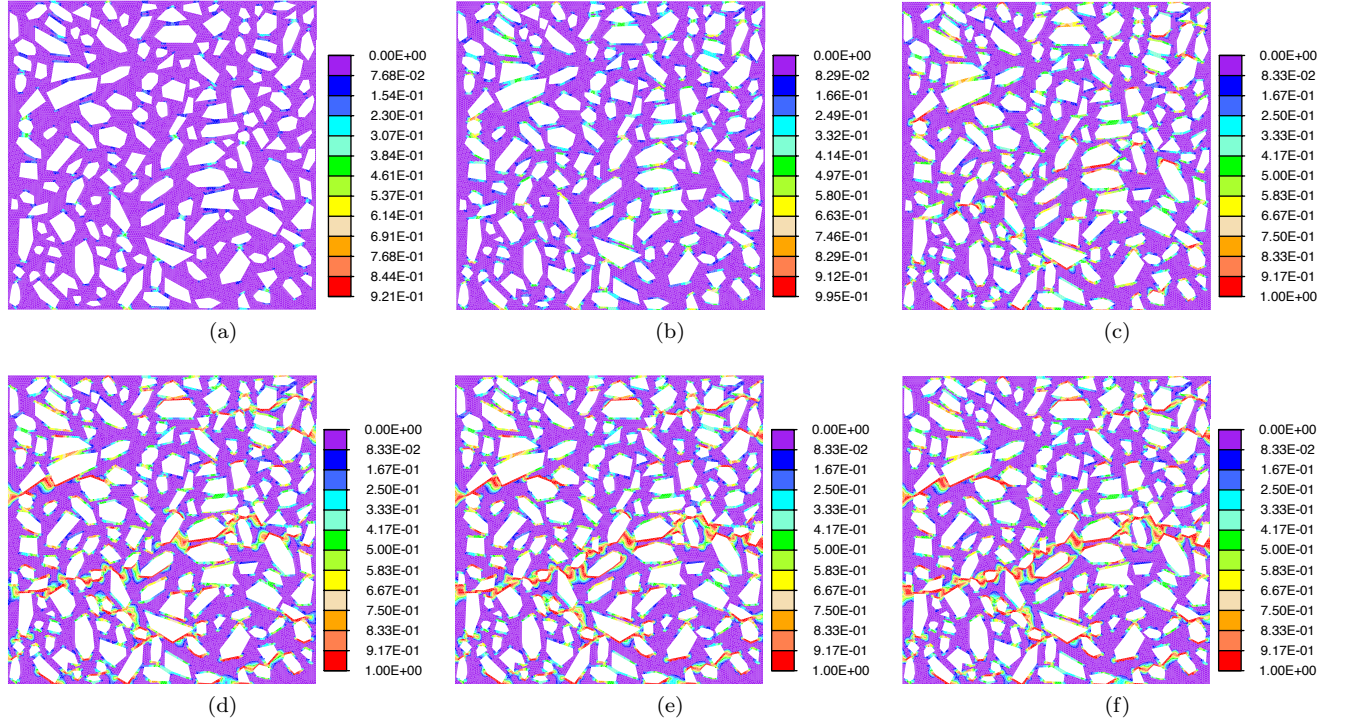 0.00E+00
7.68E-02
1.54E-01
2.30E-01
3.07E-01
3.84E-01
4.61E-01
5.37E-01
6.14E-01
6.91E-01
7.68E-01
8.44E-01
9.21E-01
(a)
0.00E+00
8.29E-02
1.66E-01
2.49E-01
3.32E-01
4.14E-01
4.97E-01
5.80E-01
6.63E-01
7.46E-01
8.29E-01
9.12E-01
9.95E-01
(b)
0.00E+00
8.33E-02
1.67E-01
2.50E-01
3.33E-01
4.17E-01
5.00E-01
5.83E-01
6.67E-01
7.50E-01
8.33E-01
9.17E-01
1.00E+00
(c)
0.00E+00
8.33E-02
1.67E-01
2.50E-01
3.33E-01
4.17E-01
5.00E-01
5.83E-01
6.67E-01
7.50E-01
8.33E-01
9.17E-01
1.00E+00
(d)
0.00E+00
8.33E-02
1.67E-01
2.50E-01
3.33E-01
4.17E-01
5.00E-01
5.83E-01
6.67E-01
7.50E-01
8.33E-01
9.17E-01
1.00E+00
(e)
0.00E+00
8.33E-02
1.67E-01
2.50E-01
3.33E-01
4.17E-01
5.00E-01
5.83E-01
6.67E-01
7.50E-01
8.33E-01
9.17E-01
1.00E+00
(f)